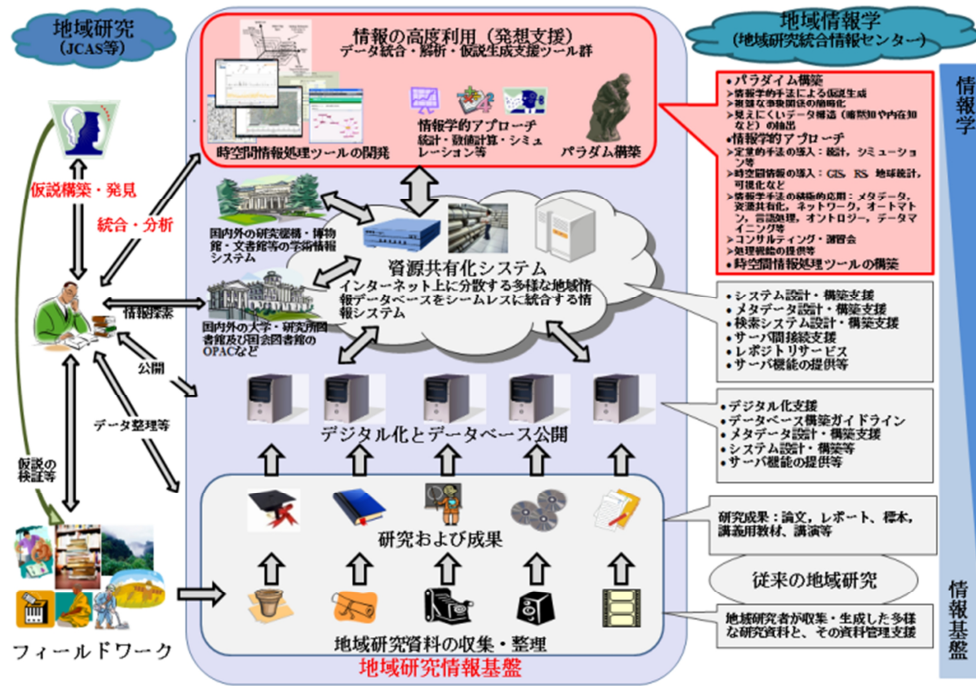 地域研究
(JCAS等)
情報の高度利用（発想支援）
データ統合・解析・仮説生成支援ツール群
地域情報学
(地域研究統合情報センター)
情報学的アプローチ
統計・数値計算・シミュ
レーション等
時空間情報処理ツールの開発
パラダム構築
• パラダイム構築
➢情報学的手法による仮説生成
➢複雑な事象関係の簡略化
➢見えにくいデータ構造（暗黙知や内在知
など）の抽出
•情報学的アプローチ
➢定量的手法の導入：統計，シミューション
等
➢時空間情報の導入：GIS，RS，地球統計，
可視化など
➢情報学手法の横断的応用：メタデータ，
資源共有化，ネットワーク，オートマト
ン，言語処理，オントロジー，データマ
イニング等
➢コンサルティング・講習会
➢処理機能の提供等
• 時空間情報処理ツールの構築
情報学
仮説構築・発見
統合・分析
国内外の研究機構・博物
館・文書館等の学術情報
システム
資源共有化システム
インターネット上に分散する多様な地域情
報データベースをシームレスに統合する情
報システム
情報探索
国内外の大学・研究所図
書館及び国会図書館の
OPACなど
• システム設計・構築支援
• メタデータ設計・構築支援
• 検索システム設計・構築支援
• サーバ間接続支援
• レポジトリサービス
• サーバ機能の提供等
公開
データ整理等
デジタル化とデータベース公開
• デジタル化支援
• データベース構築ガイドライン
• メタデータ設計・構築支援
• システム設計・構築等
• サーバ機能の提供等
仮説の
検証等
研究および成果
研究成果：論文，レポート、標本，
講義用教材、講演等
従来の地域研究
地域研究資料の収集・整理
地域研究者が収集・生成した多様
な研究資料と、その資料管理支援
フィールドワーク
地域研究情報基盤
情報基盤